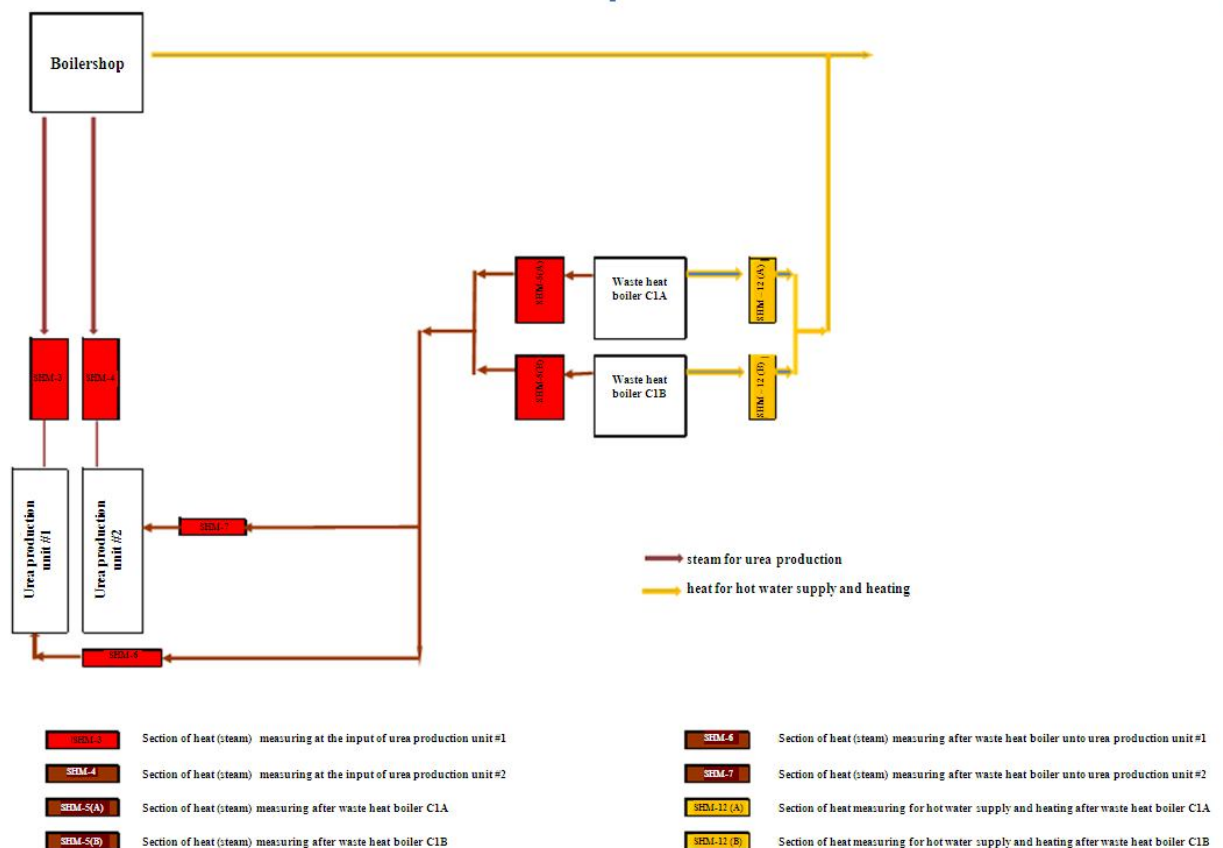 Boilershop
SHM-3
SHM-4
SHM-5(A)
Waste heat
boiler C1A
SHM - 12 (A)
SHM-5(B)
Waste heat
boiler C1B
SHM - 12 (B)
Urea production
unit #1
Urea production
unit #2
SHM-7
SHM-6
steam for urea production
heat for hot water supply and heating
SHM-3
Section of heat (steam) measuring at the input of urea production unit #1
SHM-4
Section of heat (steam) measuring at the input of urea production unit #2
SHM-5(A)
Section of heat (steam) measuring after waste heat boiler C1A
SHM-5(B)
Section of heat (steam) measuring after waste heat boiler C1B
SHM-6
Section of heat (steam) measuring after waste heat boiler unto urea production unit #1
SHM-7
Section of heat (steam) measuring after waste heat boiler unto urea production unit #2
SHM-12 (A)
Section of heat measuring for hot water supply and heating after waste heat boiler C1A
SHM-12 (B)
Section of heat measuring for hot water supply and heating after waste heat boiler C1B